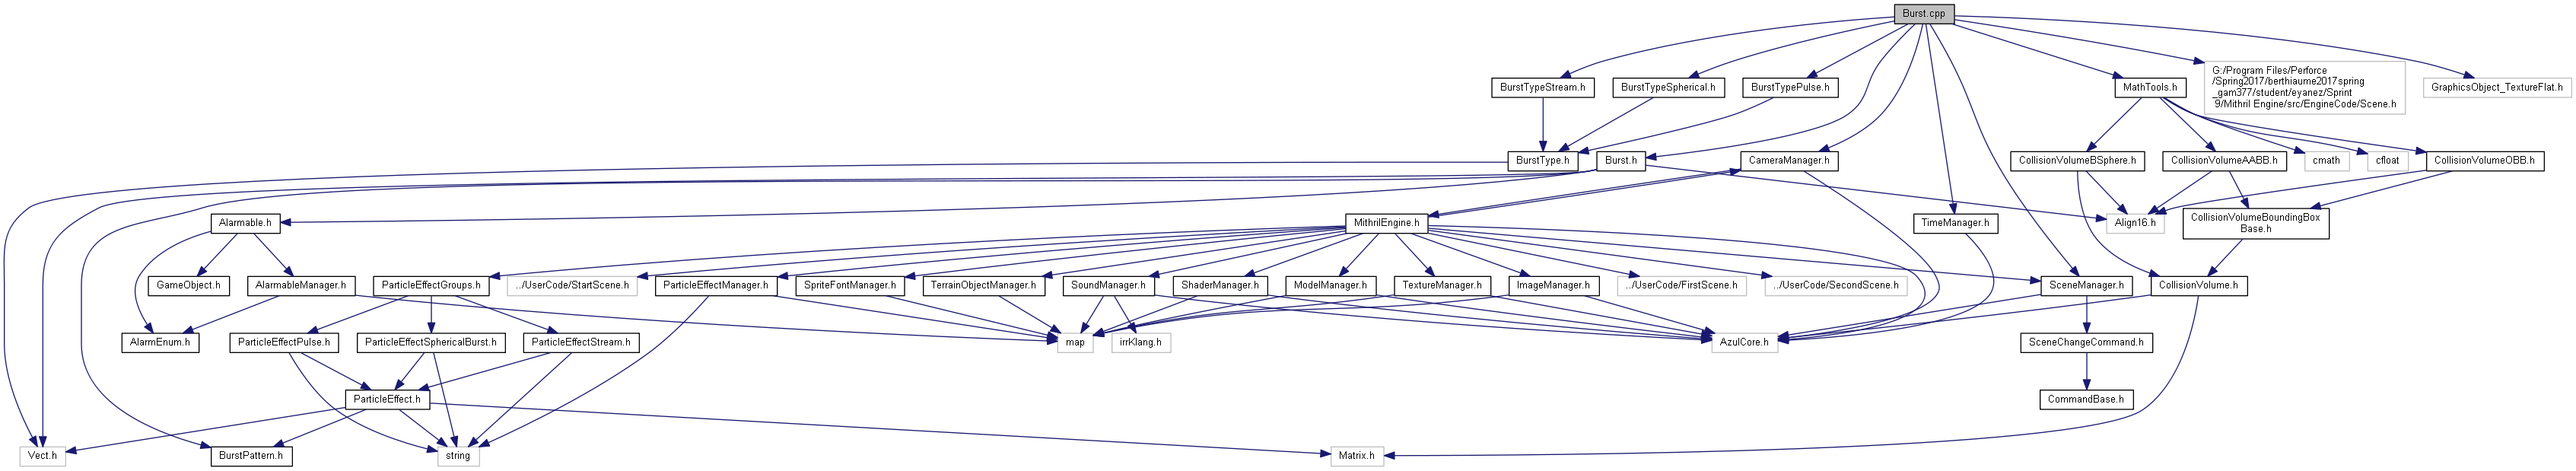 Burst.cpp
BurstTypeStream.h
BurstTypeSpherical.h
BurstTypePulse.h
MathTools.h
G:/Program Files/Perforce
/Spring2017/berthiaume2017spring
_gam377/student/eyanez/Sprint
9/Mithril Engine/src/EngineCode/Scene.h
GraphicsObject_TextureFlat.h
BurstType.h
Burst.h
CameraManager.h
CollisionVolumeBSphere.h
CollisionVolumeAABB.h
cmath
cfloat
CollisionVolumeOBB.h
Alarmable.h
MithrilEngine.h
TimeManager.h
Align16.h
CollisionVolumeBoundingBox
Base.h
GameObject.h
AlarmableManager.h
ParticleEffectGroups.h
../UserCode/StartScene.h
ParticleEffectManager.h
SpriteFontManager.h
TerrainObjectManager.h
SoundManager.h
ShaderManager.h
ModelManager.h
TextureManager.h
ImageManager.h
../UserCode/FirstScene.h
../UserCode/SecondScene.h
SceneManager.h
CollisionVolume.h
AlarmEnum.h
ParticleEffectPulse.h
ParticleEffectSphericalBurst.h
ParticleEffectStream.h
map
irrKlang.h
AzulCore.h
SceneChangeCommand.h
ParticleEffect.h
CommandBase.h
Vect.h
BurstPattern.h
string
Matrix.h